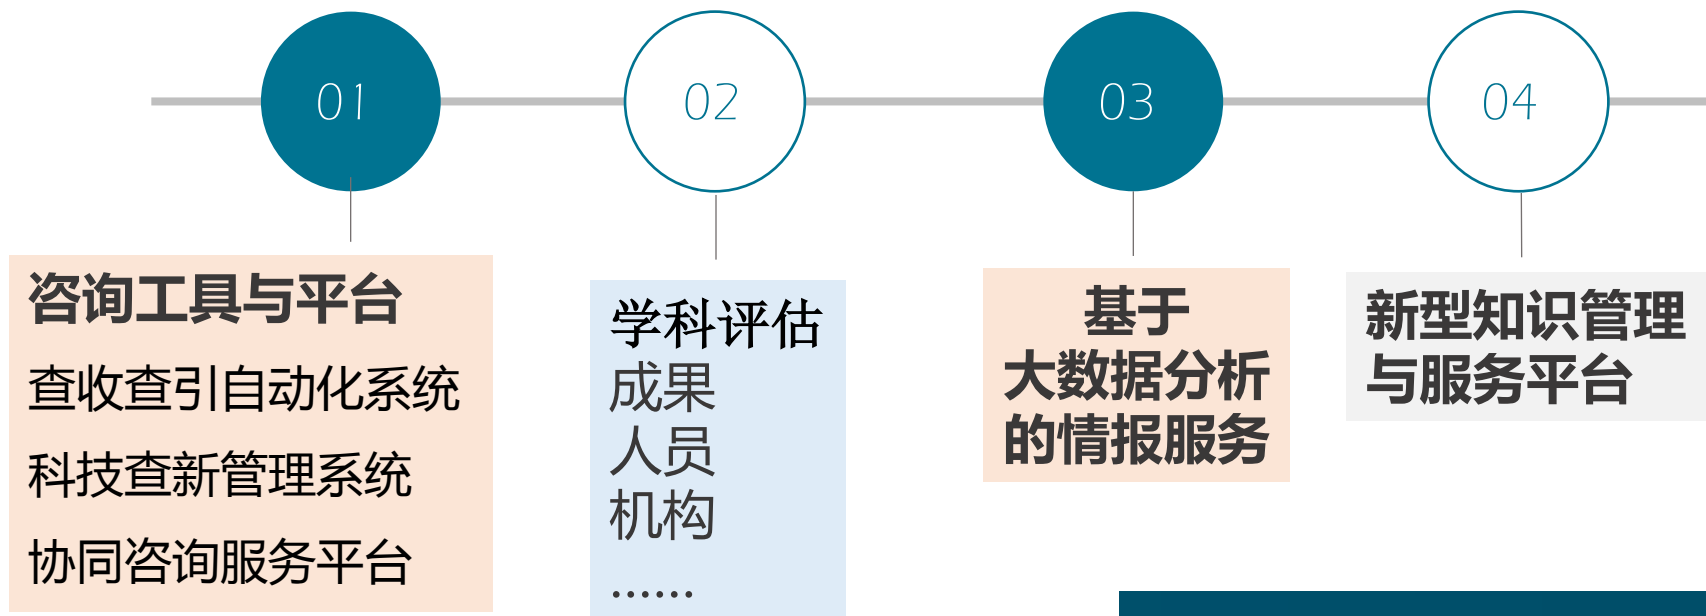 01
02
03
04
咨询工具与平台
查收查引自动化系统
科技查新管理系统
协同咨询服务平台
学科评估
成果
人员
机构
……
基于
大数据分析
的情报服务
新型知识管理
与服务平台